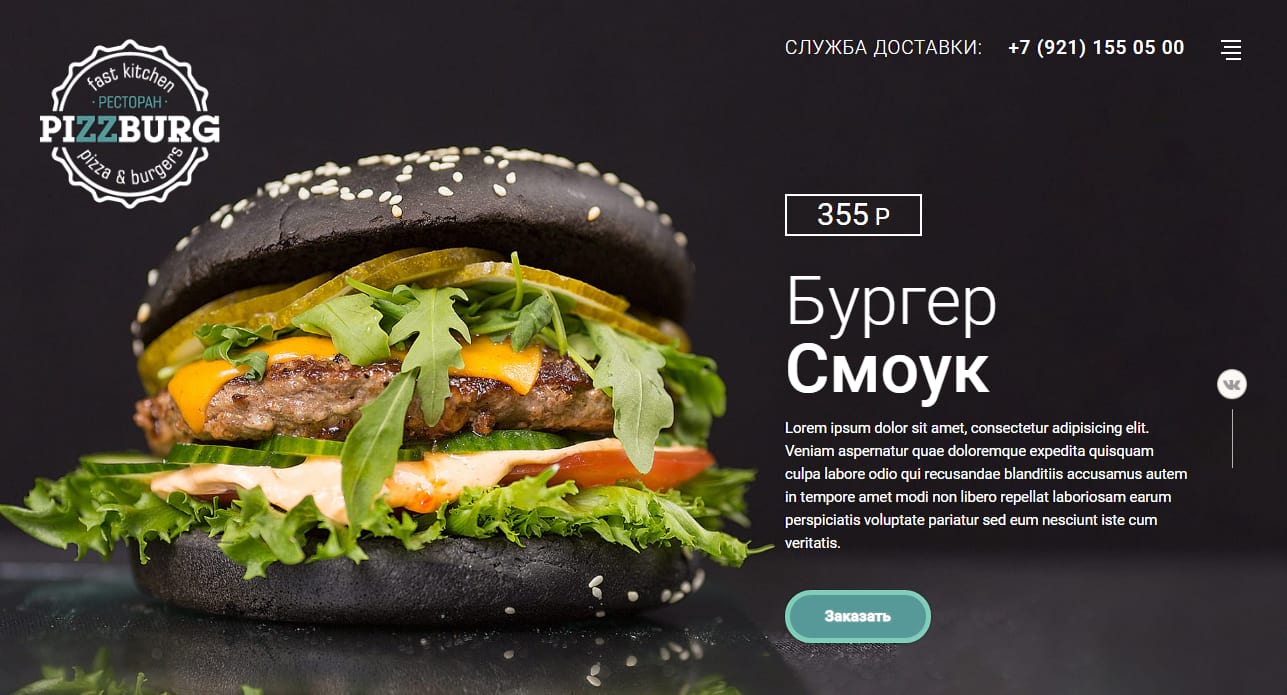 fast kitchen
· РЕСТОРАН ·
PIZZBURG
pizza & burgers
СЛУЖБА ДОСТАВКИ: +7 (921) 155 05 00
355 Р
Бургер
Смоук
Lorem ipsum dolor sit amet, consectetur adipisicing elit.
Veniam aspernatur quae doloremque expedita quisquam
culpa labore odio qui recusandae blanditiis accusamus autem
in tempore amet modi non libero repellat laboriosam earum
perspiciatis voluptate pariatur sed eum nesciunt iste cum
veritatis.
Заказать